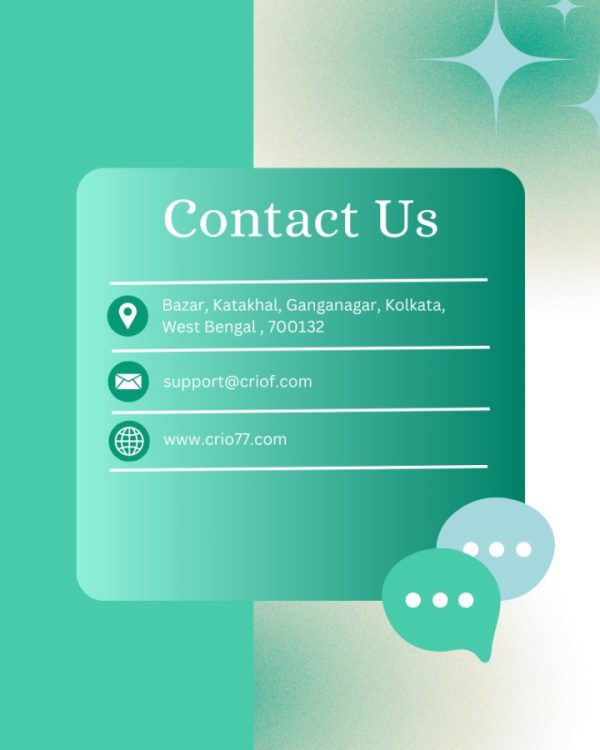 Contact Us
Bazar, Katakhal, Ganganagar, Kolkata,
West Bengal , 700132
support@criof.com
www.crio77.com